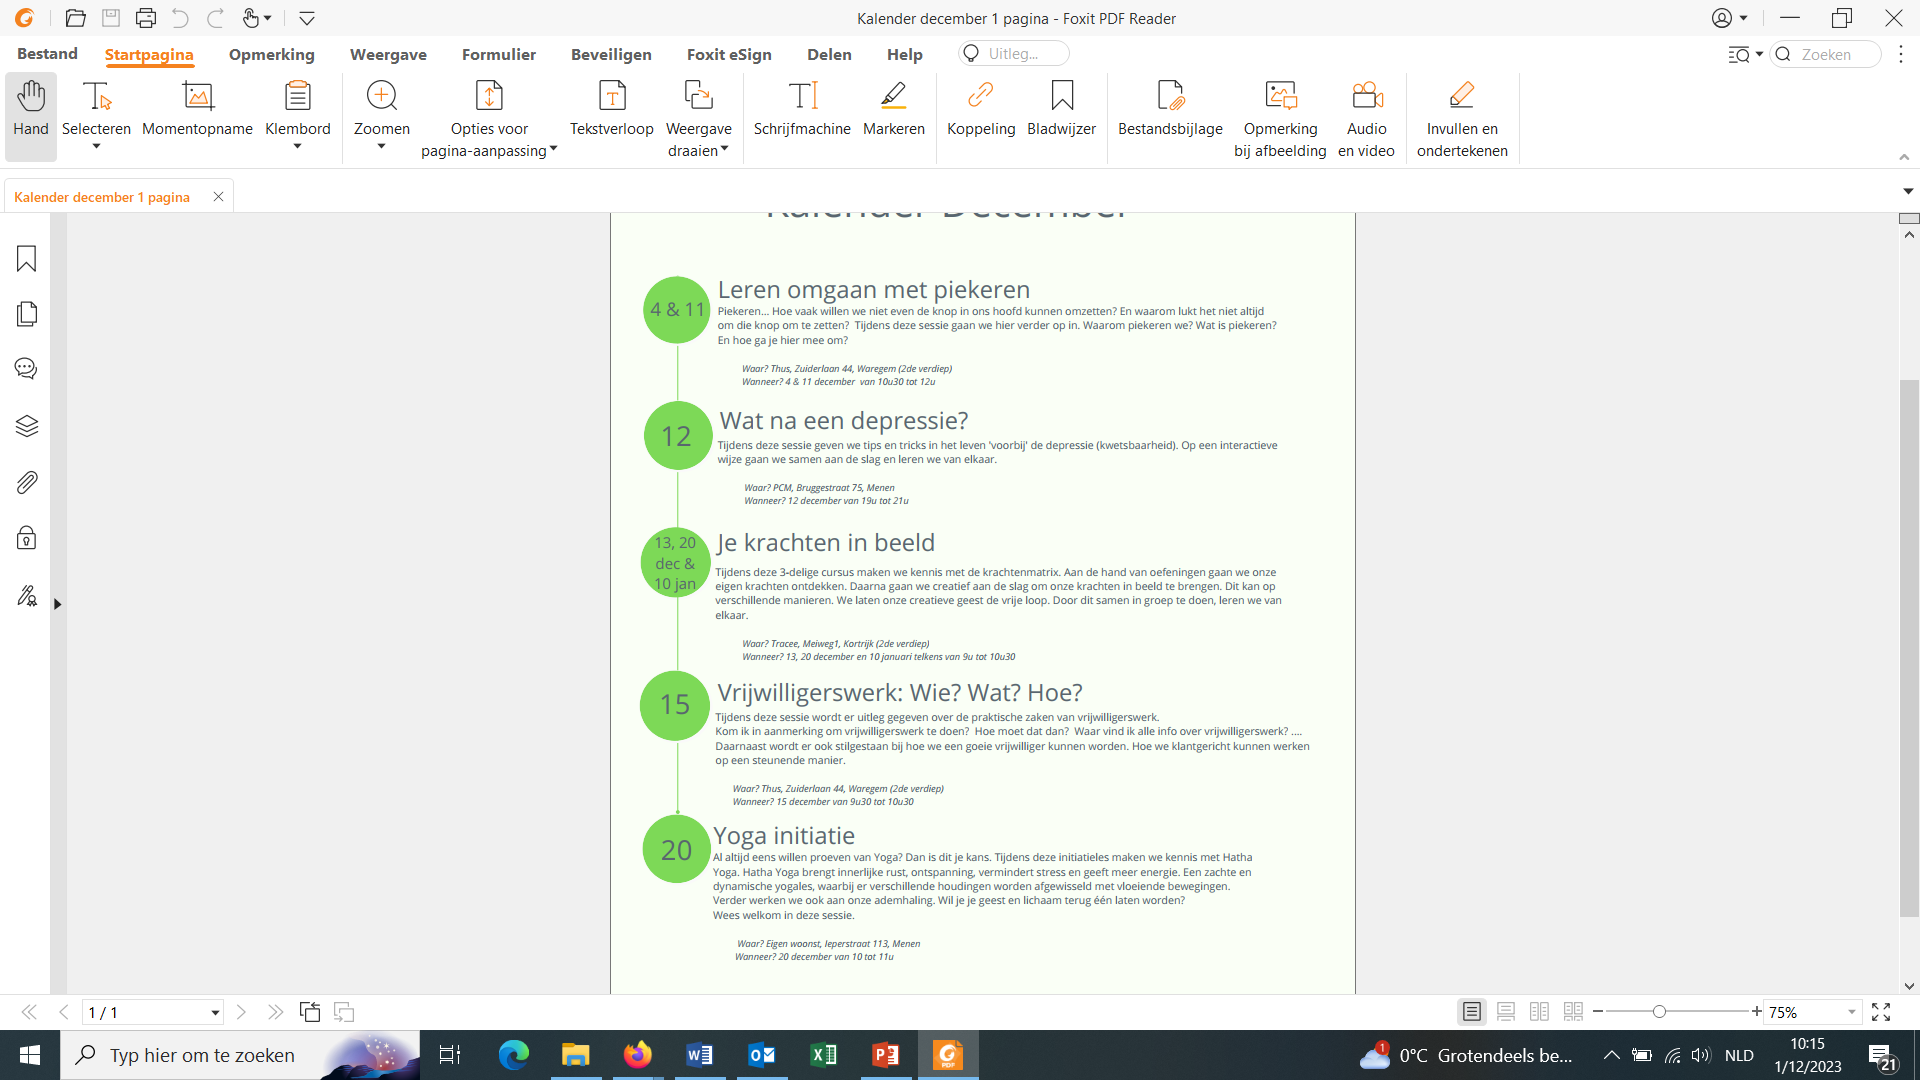 Kalender december 1 pagina - Foxit PDF Reader
Bestand Startpagina Opmerking Weergave Formulier Beveiligen Foxit eSign Delen Help Uitleg... Zoeken
Hand Selecteren Momentopname Klembord Zoomen Opties voor pagina-aanpassing Tekstverloop Weergave draaien Schrijfmachine Markeren Koppeling Bladwijzer Bestandsbijlage Opmerking bij afbeelding Audio en video Invullen en ondertekenen
Kalender december 1 pagina
Kalender December
4 & 11
Leren omgaan met piekeren
Piekeren... Hoe vaak willen we niet even de knop in ons hoofd kunnen omzetten? En waarom lukt het niet altijd
om die knop om te zetten? Tijdens deze sessie gaan we hier verder op in. Waarom piekeren we? Wat is piekeren?
En hoe ga je hier mee om?
Waar? Thus, Zuiderlaan 44, Waregem (2de verdiep)
Wanneer? 4 & 11 december van 10u30 tot 12u
12
Wat na een depressie?
Tijdens deze sessie geven we tips en tricks in het leven 'voorbij' de depressie (kwetsbaarheid). Op een interactieve
wijze gaan we samen aan de slag en leren we van elkaar.
Waar? PCM, Bruggestraat 75, Menen
Wanneer? 12 december van 19u tot 21u
13, 20
dec &
10 jan
Je krachten in beeld
Tijdens deze 3-delige cursus maken we kennis met de krachtenmatrix. Aan de hand van oefeningen gaan we onze
eigen krachten ontdekken. Daarna gaan we creatief aan de slag om onze krachten in beeld te brengen. Dit kan op
verschillende manieren. We laten onze creatieve geest de vrije loop. Door dit samen in groep te doen, leren we van
elkaar.
Waar? Tracee, Meiweg1, Kortrijk (2de verdiep)
Wanneer? 13, 20 december en 10 januari telkens van 9u tot 10u30
15
Vrijwilligerswerk: Wie? Wat? Hoe?
Tijdens deze sessie wordt er uitleg gegeven over de praktische zaken van vrijwilligerswerk.
Kom ik in aanmerking om vrijwilligerswerk te doen? Hoe moet dat dan? Waar vind ik alle info over vrijwilligerswerk? ....
Daarnaast wordt er ook stilgestaan bij hoe we een goeie vrijwilliger kunnen worden. Hoe we klantgericht kunnen werken
op een steunende manier.
Waar? Thus, Zuiderlaan 44, Waregem (2de verdiep)
Wanneer? 15 december van 9u30 tot 10u30
20
Yoga initiatie
Al altijd eens willen proeven van Yoga? Dan is dit je kans. Tijdens deze initiatieles maken we kennis met Hatha
Yoga. Hatha Yoga brengt innerlijke rust, ontspanning, vermindert stress en geeft meer energie. Een zachte en
dynamische yogales, waarbij er verschillende houdingen worden afgewisseld met vloeiende bewegingen.
Verder werken we ook aan onze ademhaling. Wil je je geest en lichaam terug één laten worden?
Wees welkom in deze sessie.
Waar? Eigen woonst, Ieperstraat 113, Menen
Wanneer? 20 december van 10 tot 11u
1 / 1
75%
Typ hier om te zoeken
1
0°C Grotendeels be...
NLD
10:15
1/12/2023
21